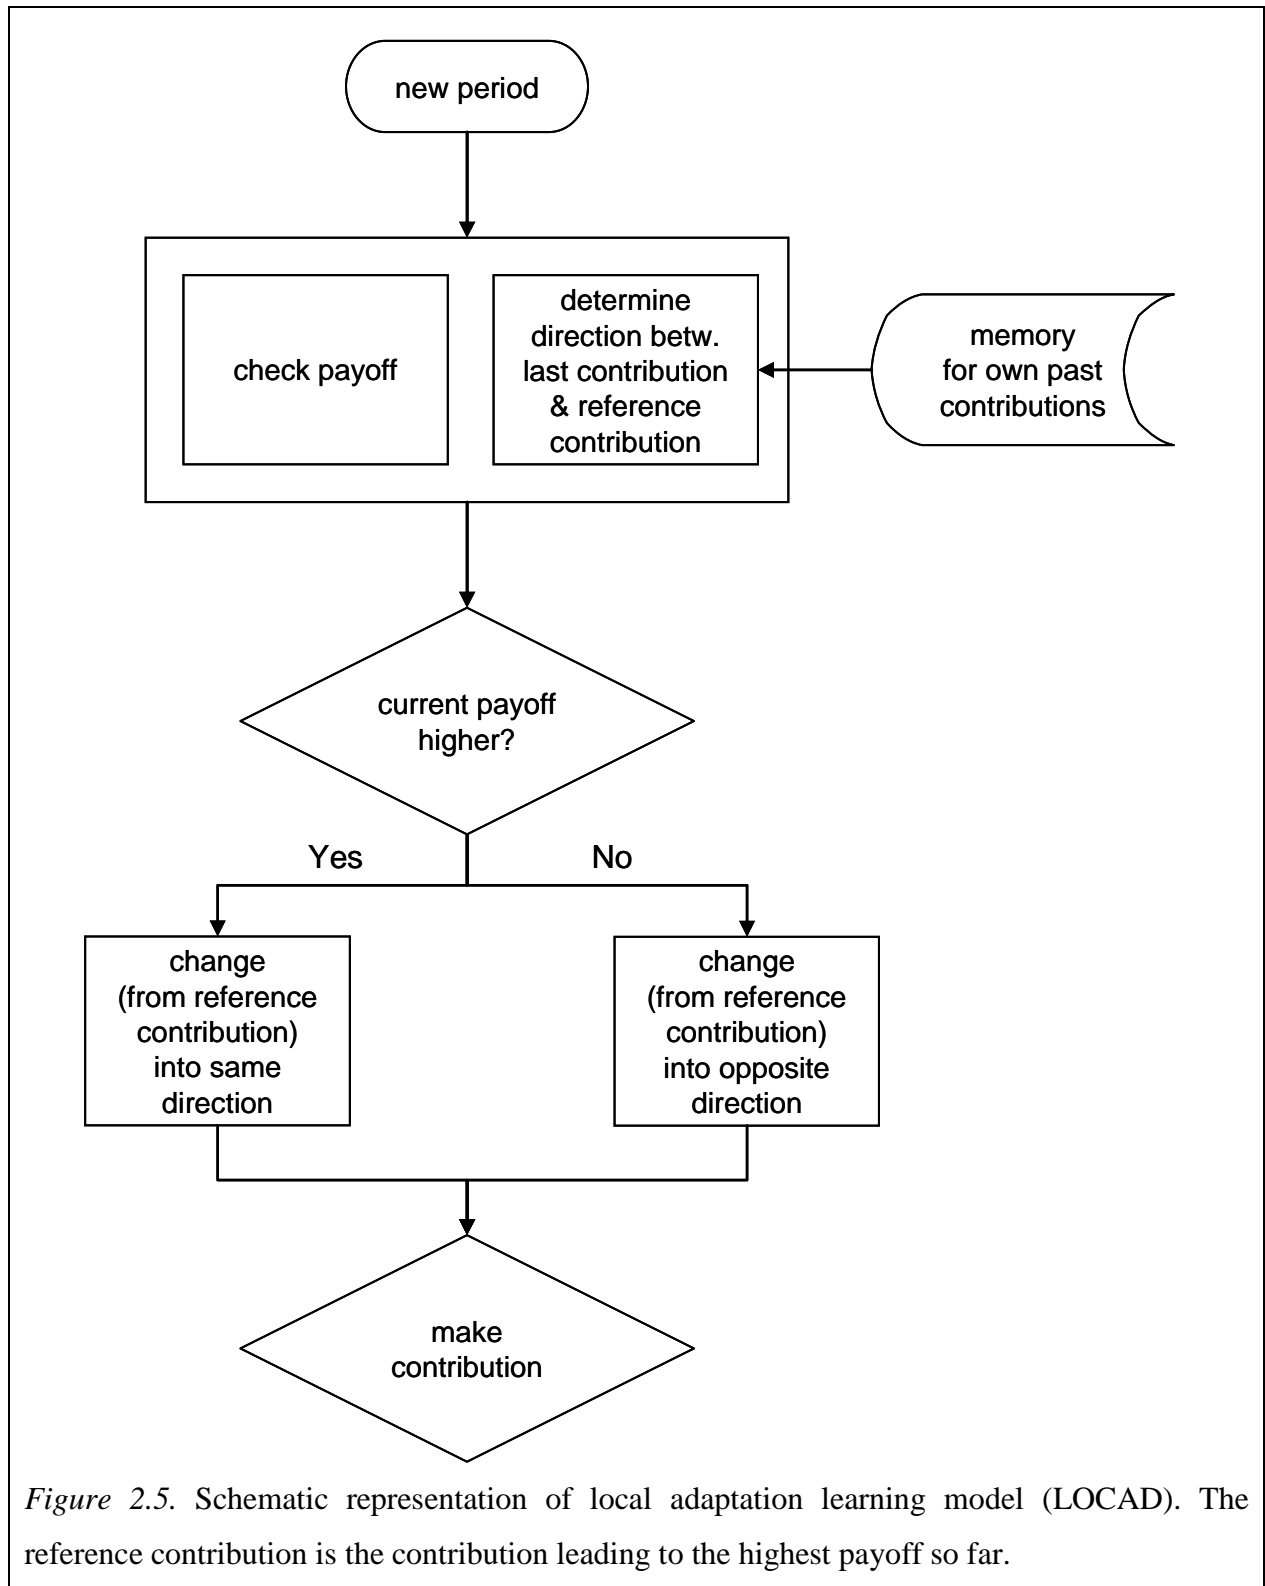 new period
check payoff
determine
direction betw.
last contribution
& reference
contribution
memory
for own past
contributions
current payoff
higher?
Yes
No
change
(from reference
contribution)
into same
direction
change
(from reference
contribution)
into opposite
direction
make
contribution
Figure 2.5. Schematic representation of local adaptation learning model (LOCAD). The
reference contribution is the contribution leading to the highest payoff so far.